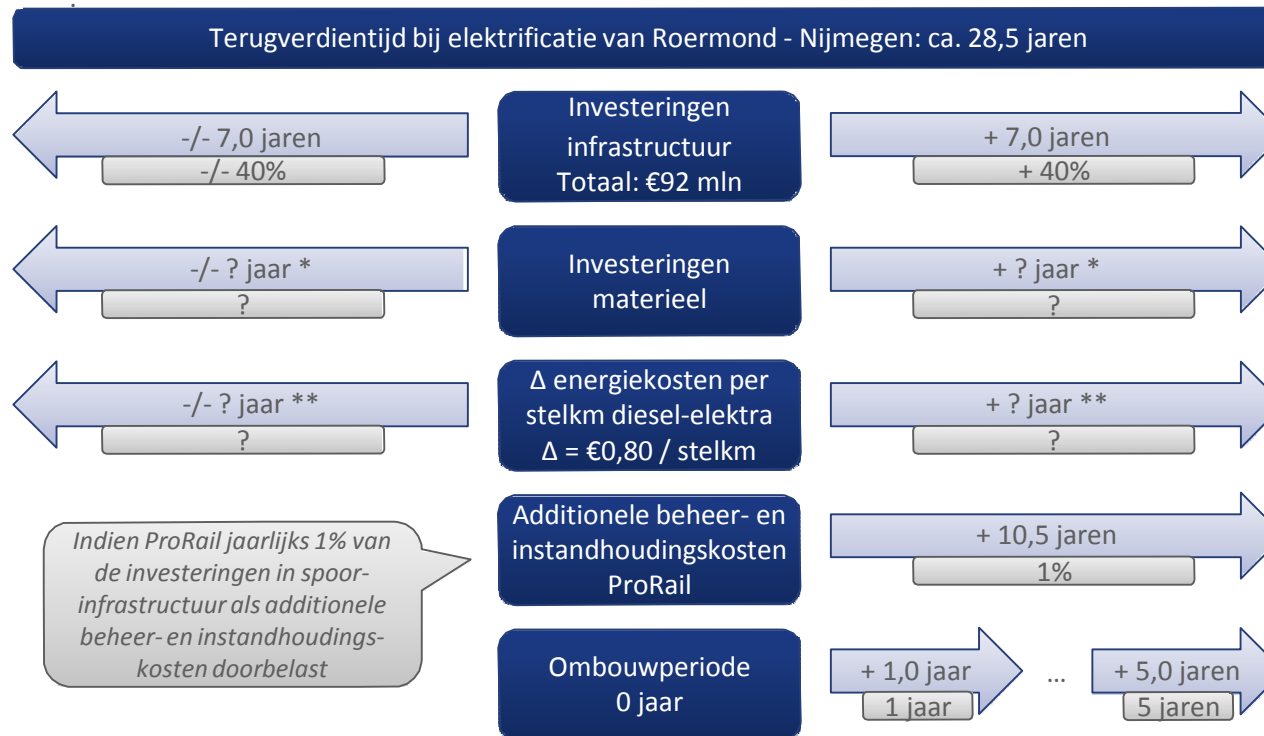 Terugverdientijd bij elektrificatie van Roermond - Nijmegen: ca. 28,5 jaren
-/- 7,0 jaren
-/- 40%
Investeringen
infrastructuur
Totaal: €92 mln
+ 7,0 jaren
+ 40%
-/- ? jaar *
?
Investeringen
materieel
+ ? jaar *
?
-/- ? jaar **
?
Δ energiekosten per
stelkm diesel-elektra
Δ = €0,80 / stelkm
+ ? jaar **
?
Indien ProRail jaarlijks 1% van
de investeringen in spoor-
infrastructuur als additionele
beheer- en instandhoudings-
kosten doorbelast
Additionele beheer- en
instandhoudingskosten
ProRail
+ 10,5 jaren
1%
Ombouwperiode
0 jaar
+ 1,0 jaar
1 jaar
...
+ 5,0 jaren
5 jaren